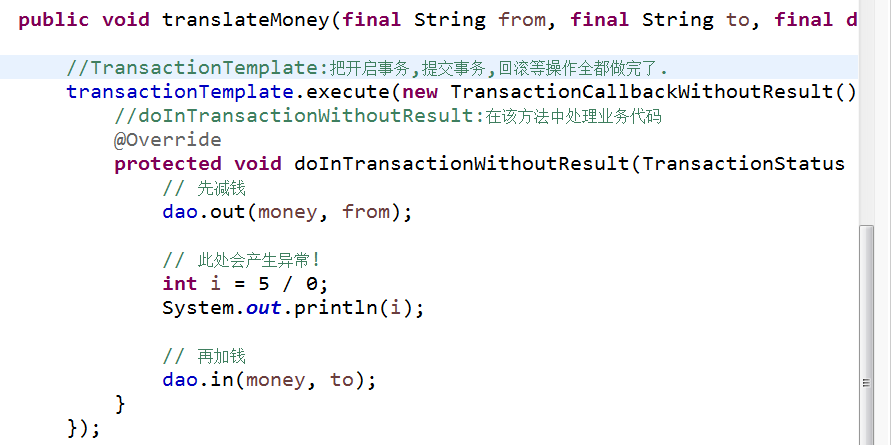 public void translateMoney(final String from, final String to, final d
//TransactionTemplate:把开启事务,提交事务,回滚等操作全都做完了.
transactionTemplate.execute(new TransactionCallbackWithoutResult()
//doInTransactionWithoutResult:在该方法中处理业务代码
@Override
protected void doInTransactionWithoutResult(TransactionStatus
// 先减钱
dao.out(money, from);
// 此处会产生异常!
int i = 5 / 0;
System.out.println(i);
// 再加钱
dao.in(money, to);
}
});